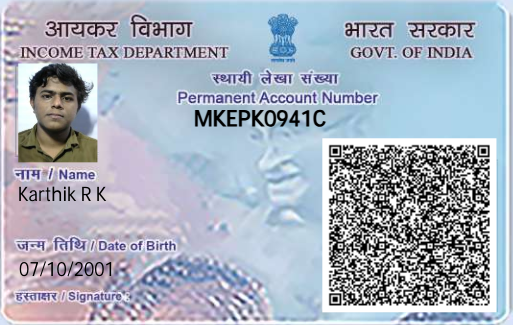 आयकर विभाग
INCOME TAX DEPARTMENT
भारत सरकार
GOVT. OF INDIA
स्थायी लेखा संख्या
Permanent Account Number
MKEPK0941C
नाम / Name
Karthik R K
जन्म तिथि / Date of Birth
07/10/2001
हस्ताक्षर / Signature :